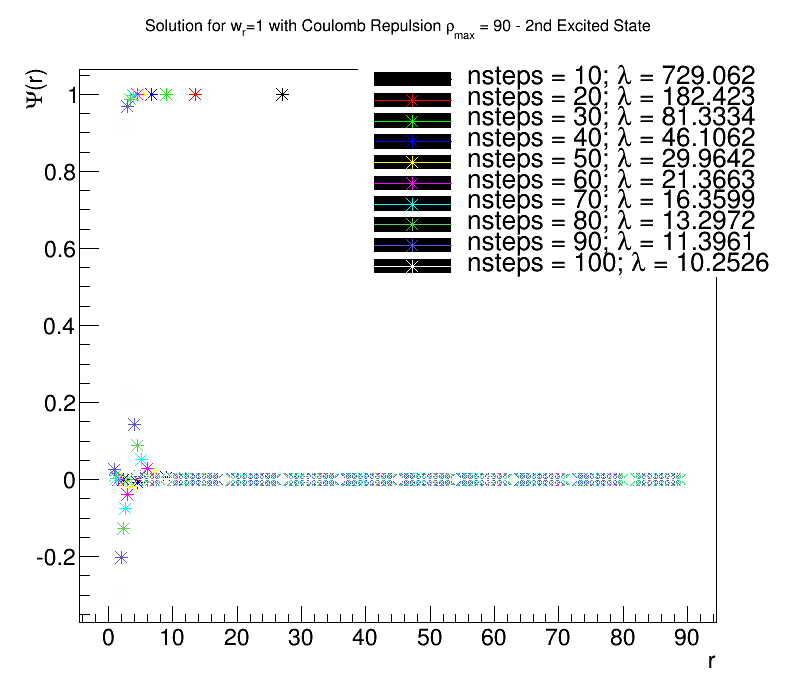 Solution for wr=1 with Coulomb Repulsion ρmax = 90 - 2nd Excited State
Ψ(r)
nsteps = 10; λ = 729.062
nsteps = 20; λ = 182.423
nsteps = 30; λ = 81.3334
nsteps = 40; λ = 46.1062
nsteps = 50; λ = 29.9642
nsteps = 60; λ = 21.3663
nsteps = 70; λ = 16.3599
nsteps = 80; λ = 13.2972
nsteps = 90; λ = 11.3961
nsteps = 100; λ = 10.2526
1
0.8
0.6
0.4
0.2
0
-0.2
0 10 20 30 40 50 60 70 80 90
r